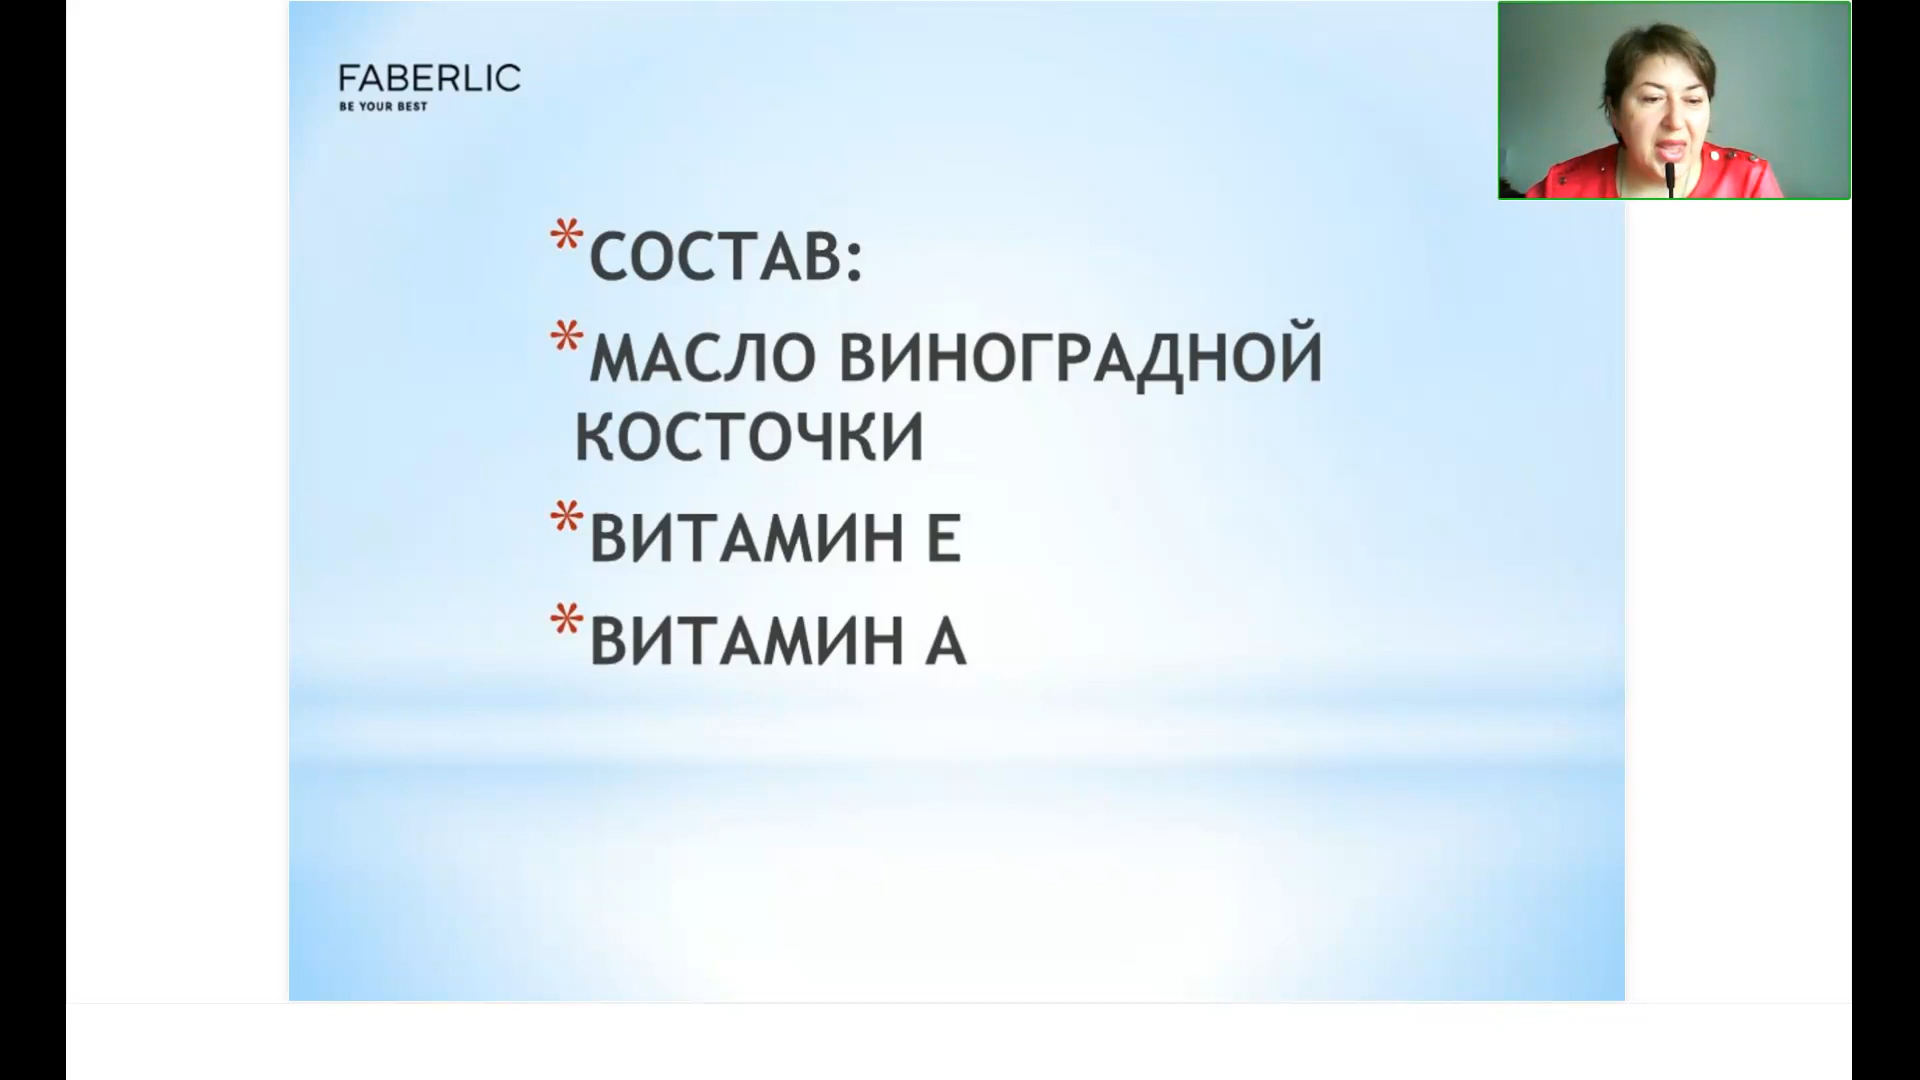 FABERLIC
BE YOUR BEST
*СОСТАВ:
*МАСЛО ВИНОГРАДНОЙ
КОСТОЧКИ
*ВИТАМИН Е
*ВИТАМИН А